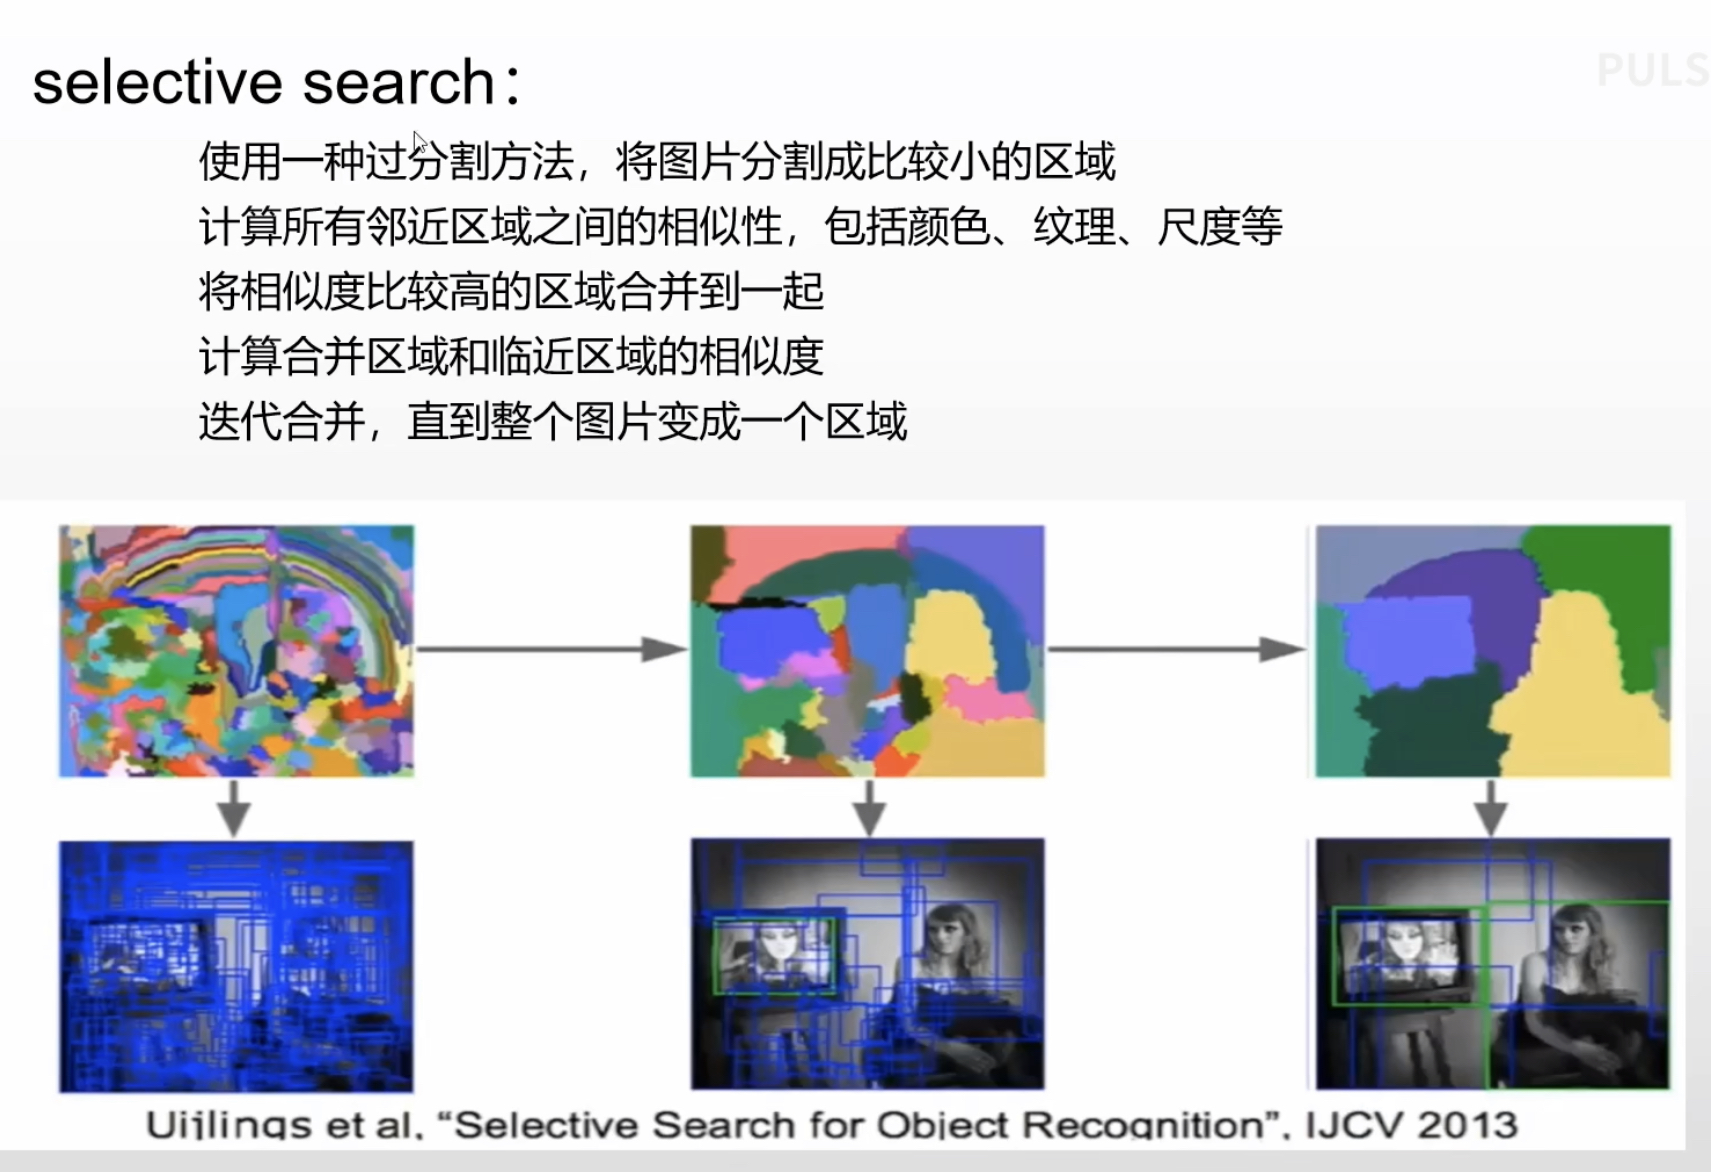 selective search：
PULS
使用一种过分割方法，将图片分割成比较小的区域
计算所有邻近区域之间的相似性，包括颜色、纹理、尺度等
将相似度比较高的区域合并到一起
计算合并区域和临近区域的相似度
迭代合并，直到整个图片变成一个区域
Uijlings et al, “Selective Search for Object Recognition”, IJCV 2013